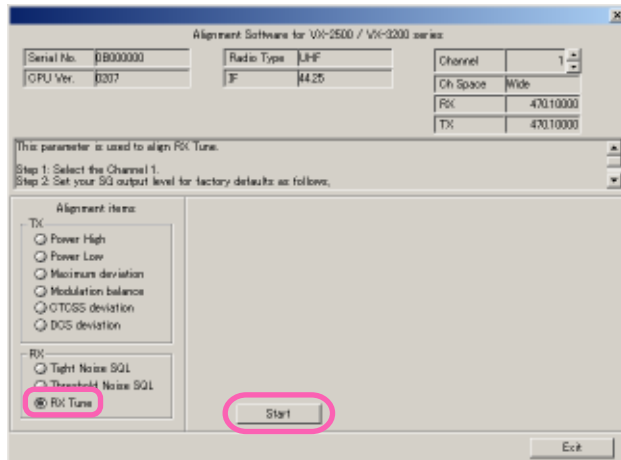 Alignment Software for VX-2500 / VX-3200 series
Serial No. 0B000000
Radio Type UHF
Channel 1
CPU Ver. 0207
IF 44.25
Ch Space Wide
RX 470.10000
TX 470.10000
This parameter is used to align RX Tune.
Step 1: Select the Channel 1.
Step 2: Set your SG output level for factory defaults as follows,
Alignment items
TX
Power High
Power Low
Maximum deviation
Modulation balance
CTCSS deviation
DCS deviation
RX
Tight Noise SQL
Threshold Noise SQL
RX Tune
Start
Exit